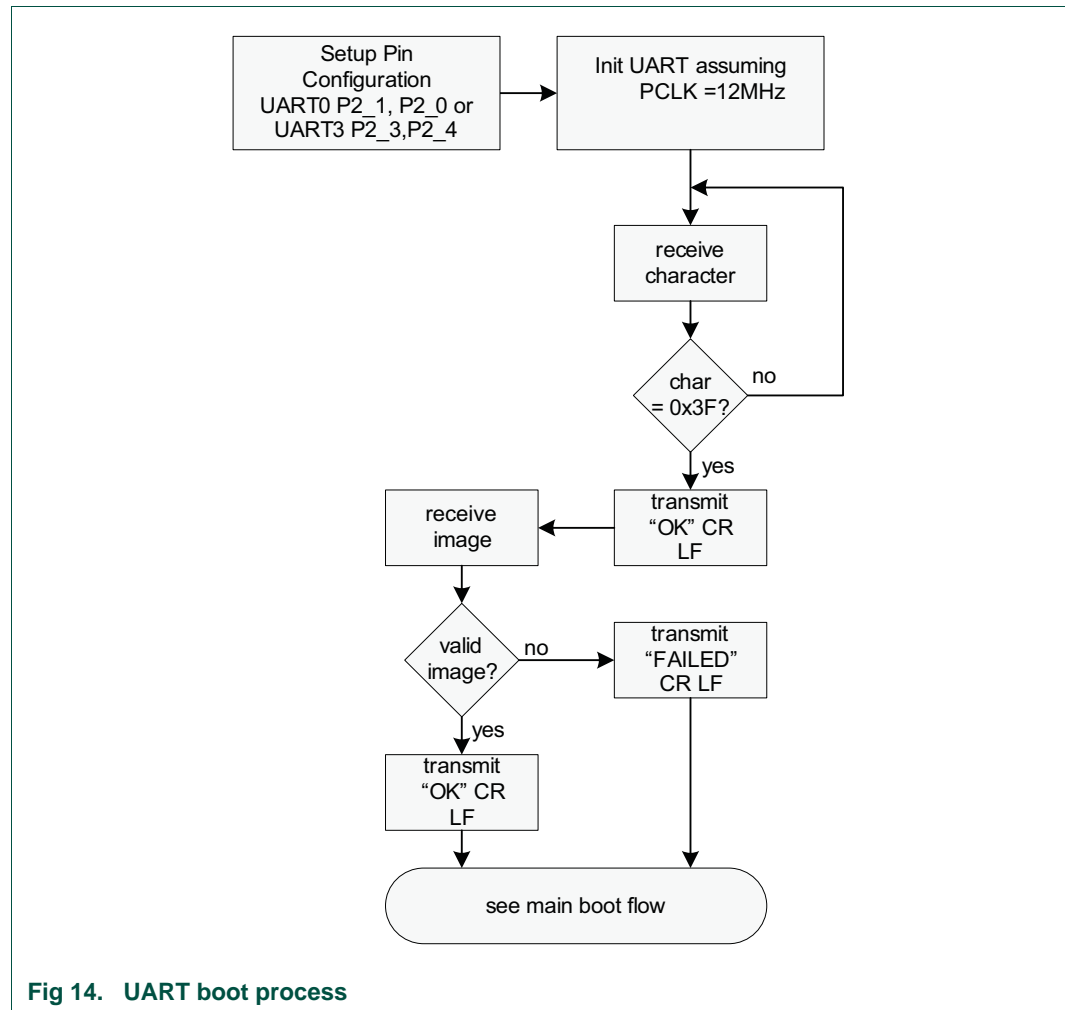 Setup Pin
Configuration
UART0 P2_1, P2_0 or
UART3 P2_3,P2_4
Init UART assuming
PCLK =12MHz
receive
character
char
= 0x3F?
no
yes
transmit
“OK” CR
LF
receive
image
valid
image?
no
transmit
“FAILED”
CR LF
yes
transmit
“OK” CR
LF
see main boot flow
Fig 14. UART boot process